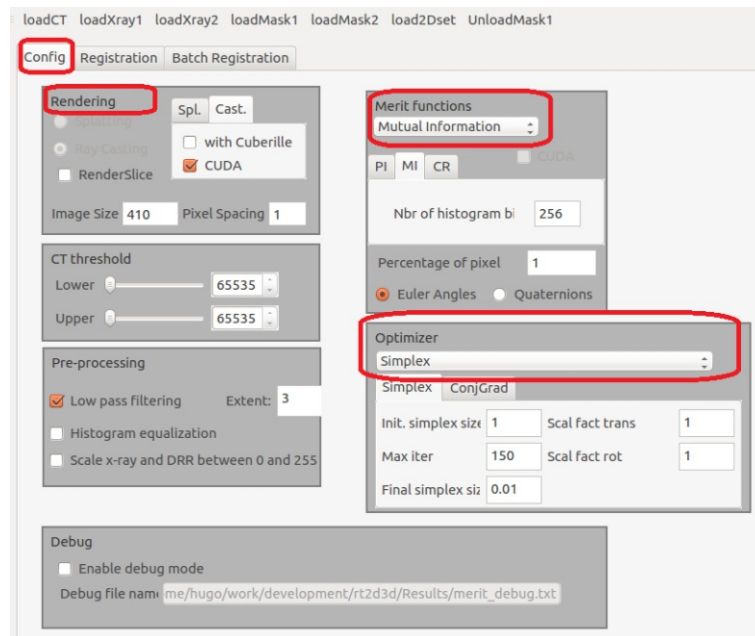 loadCT loadXray1 loadXray2 loadMask1 loadMask2 load2Dset UnloadMask1
Config Registration Batch Registration
Rendering
Splatting
Ray Casting
RenderSlice
Spl. Cast.
with Cuberille
CUDA
Image Size 410 Pixel Spacing 1
CT threshold
Lower 65535
Upper 65535
Pre-processing
Low pass filtering Extent: 3
Histogram equalization
Scale x-ray and DRR between 0 and 255
Merit functions
Mutual Information
CUDA
PI MI CR
Nbr of histogram bi 256
Percentage of pixel 1
Euler Angles Quaternions
Optimizer
Simplex
Simplex ConjGrad
Init. simplex size 1 Scal fact trans 1
Max iter 150 Scal fact rot 1
Final simplex siz 0.01
Debug
Enable debug mode
Debug file name me/hugo/work/development/rt2d3d/Results/merit_debug.txt